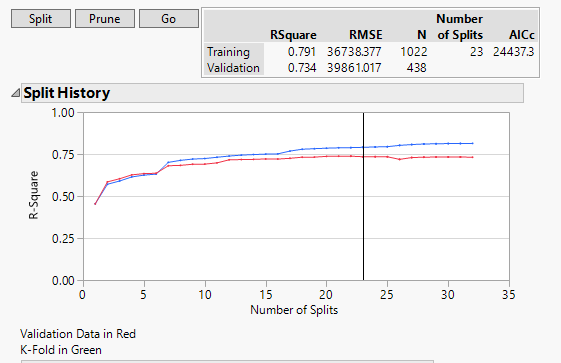 Split Prune Go
Number
RSquare RMSE N of Splits AICc
Training 0.791 36738.377 1022 23 24437.3
Validation 0.734 39861.017 438
Split History
1.00
0.75
0.50
0.25
0.00
R-Square
0 5 10 15 20 25 30 35
Number of Splits
Validation Data in Red
K-Fold in Green